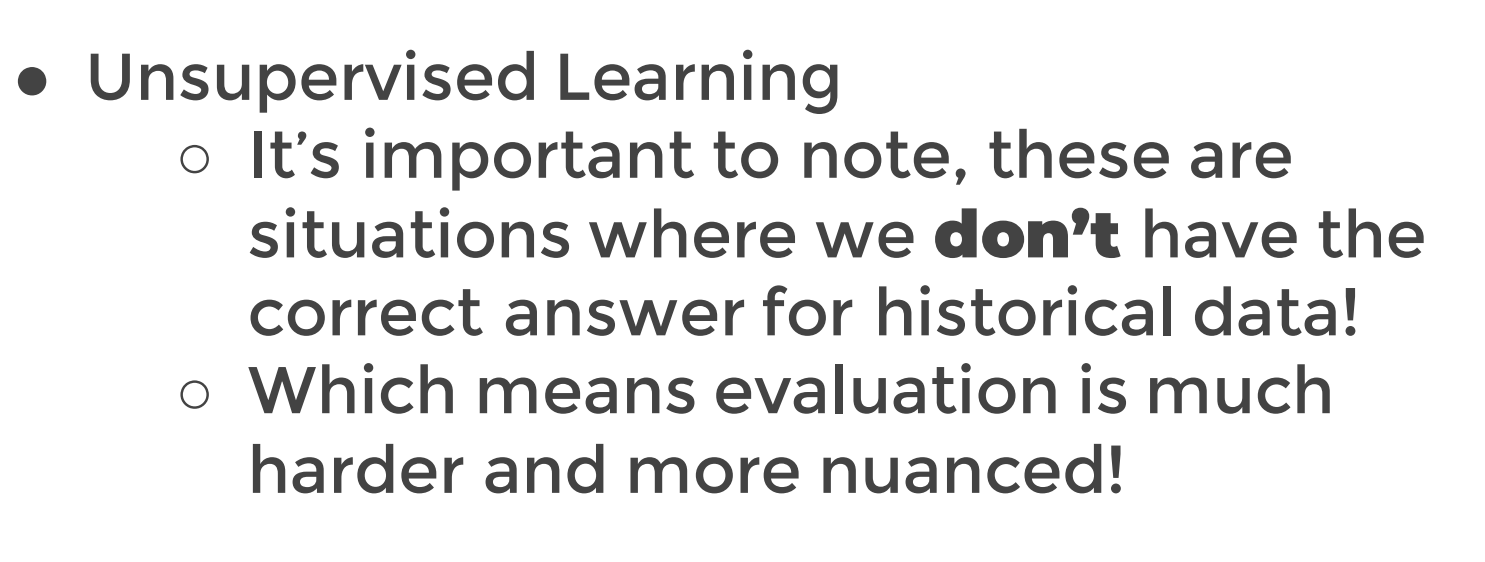 ● Unsupervised Learning
○ It’s important to note, these are
situations where we don’t have the
correct answer for historical data!
○ Which means evaluation is much
harder and more nuanced!